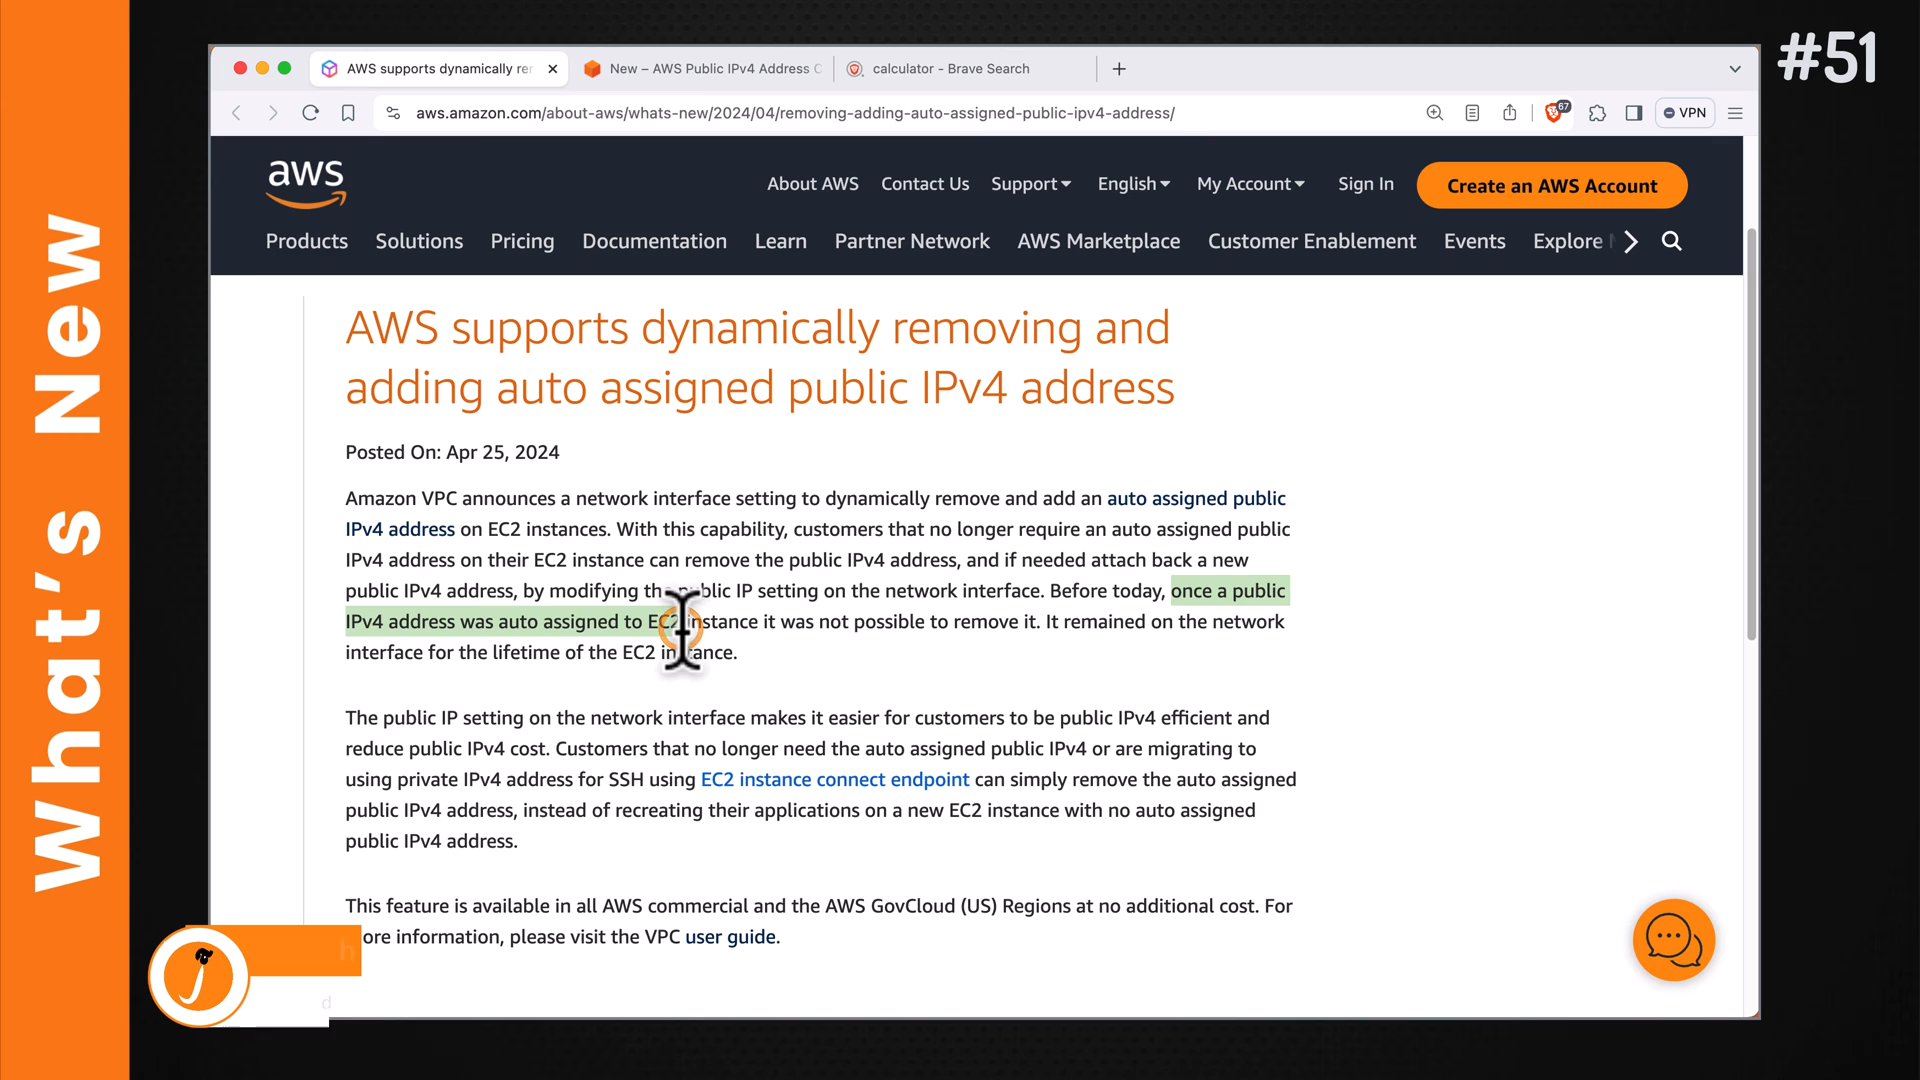 #51
What's New
AWS supports dynamically re
New – AWS Public IPv4 Address C
calculator - Brave Search
aws.amazon.com/about-aws/whats-new/2024/04/removing-adding-auto-assigned-public-ipv4-address/
67
VPN
aws
About AWS
Contact Us
Support
English
My Account
Sign In
Create an AWS Account
Products
Solutions
Pricing
Documentation
Learn
Partner Network
AWS Marketplace
Customer Enablement
Events
Explore
AWS supports dynamically removing and
adding auto assigned public IPv4 address
Posted On: Apr 25, 2024
Amazon VPC announces a network interface setting to dynamically remove and add an auto assigned public
IPv4 address on EC2 instances. With this capability, customers that no longer require an auto assigned public
IPv4 address on their EC2 instance can remove the public IPv4 address, and if needed attach back a new
public IPv4 address, by modifying the public IP setting on the network interface. Before today, once a public
IPv4 address was auto assigned to EC2 instance it was not possible to remove it. It remained on the network
interface for the lifetime of the EC2 instance.
The public IP setting on the network interface makes it easier for customers to be public IPv4 efficient and
reduce public IPv4 cost. Customers that no longer need the auto assigned public IPv4 or are migrating to
using private IPv4 address for SSH using EC2 instance connect endpoint can simply remove the auto assigned
public IPv4 address, instead of recreating their applications on a new EC2 instance with no auto assigned
public IPv4 address.
This feature is available in all AWS commercial and the AWS GovCloud (US) Regions at no additional cost. For
ore information, please visit the VPC user guide.
h
d